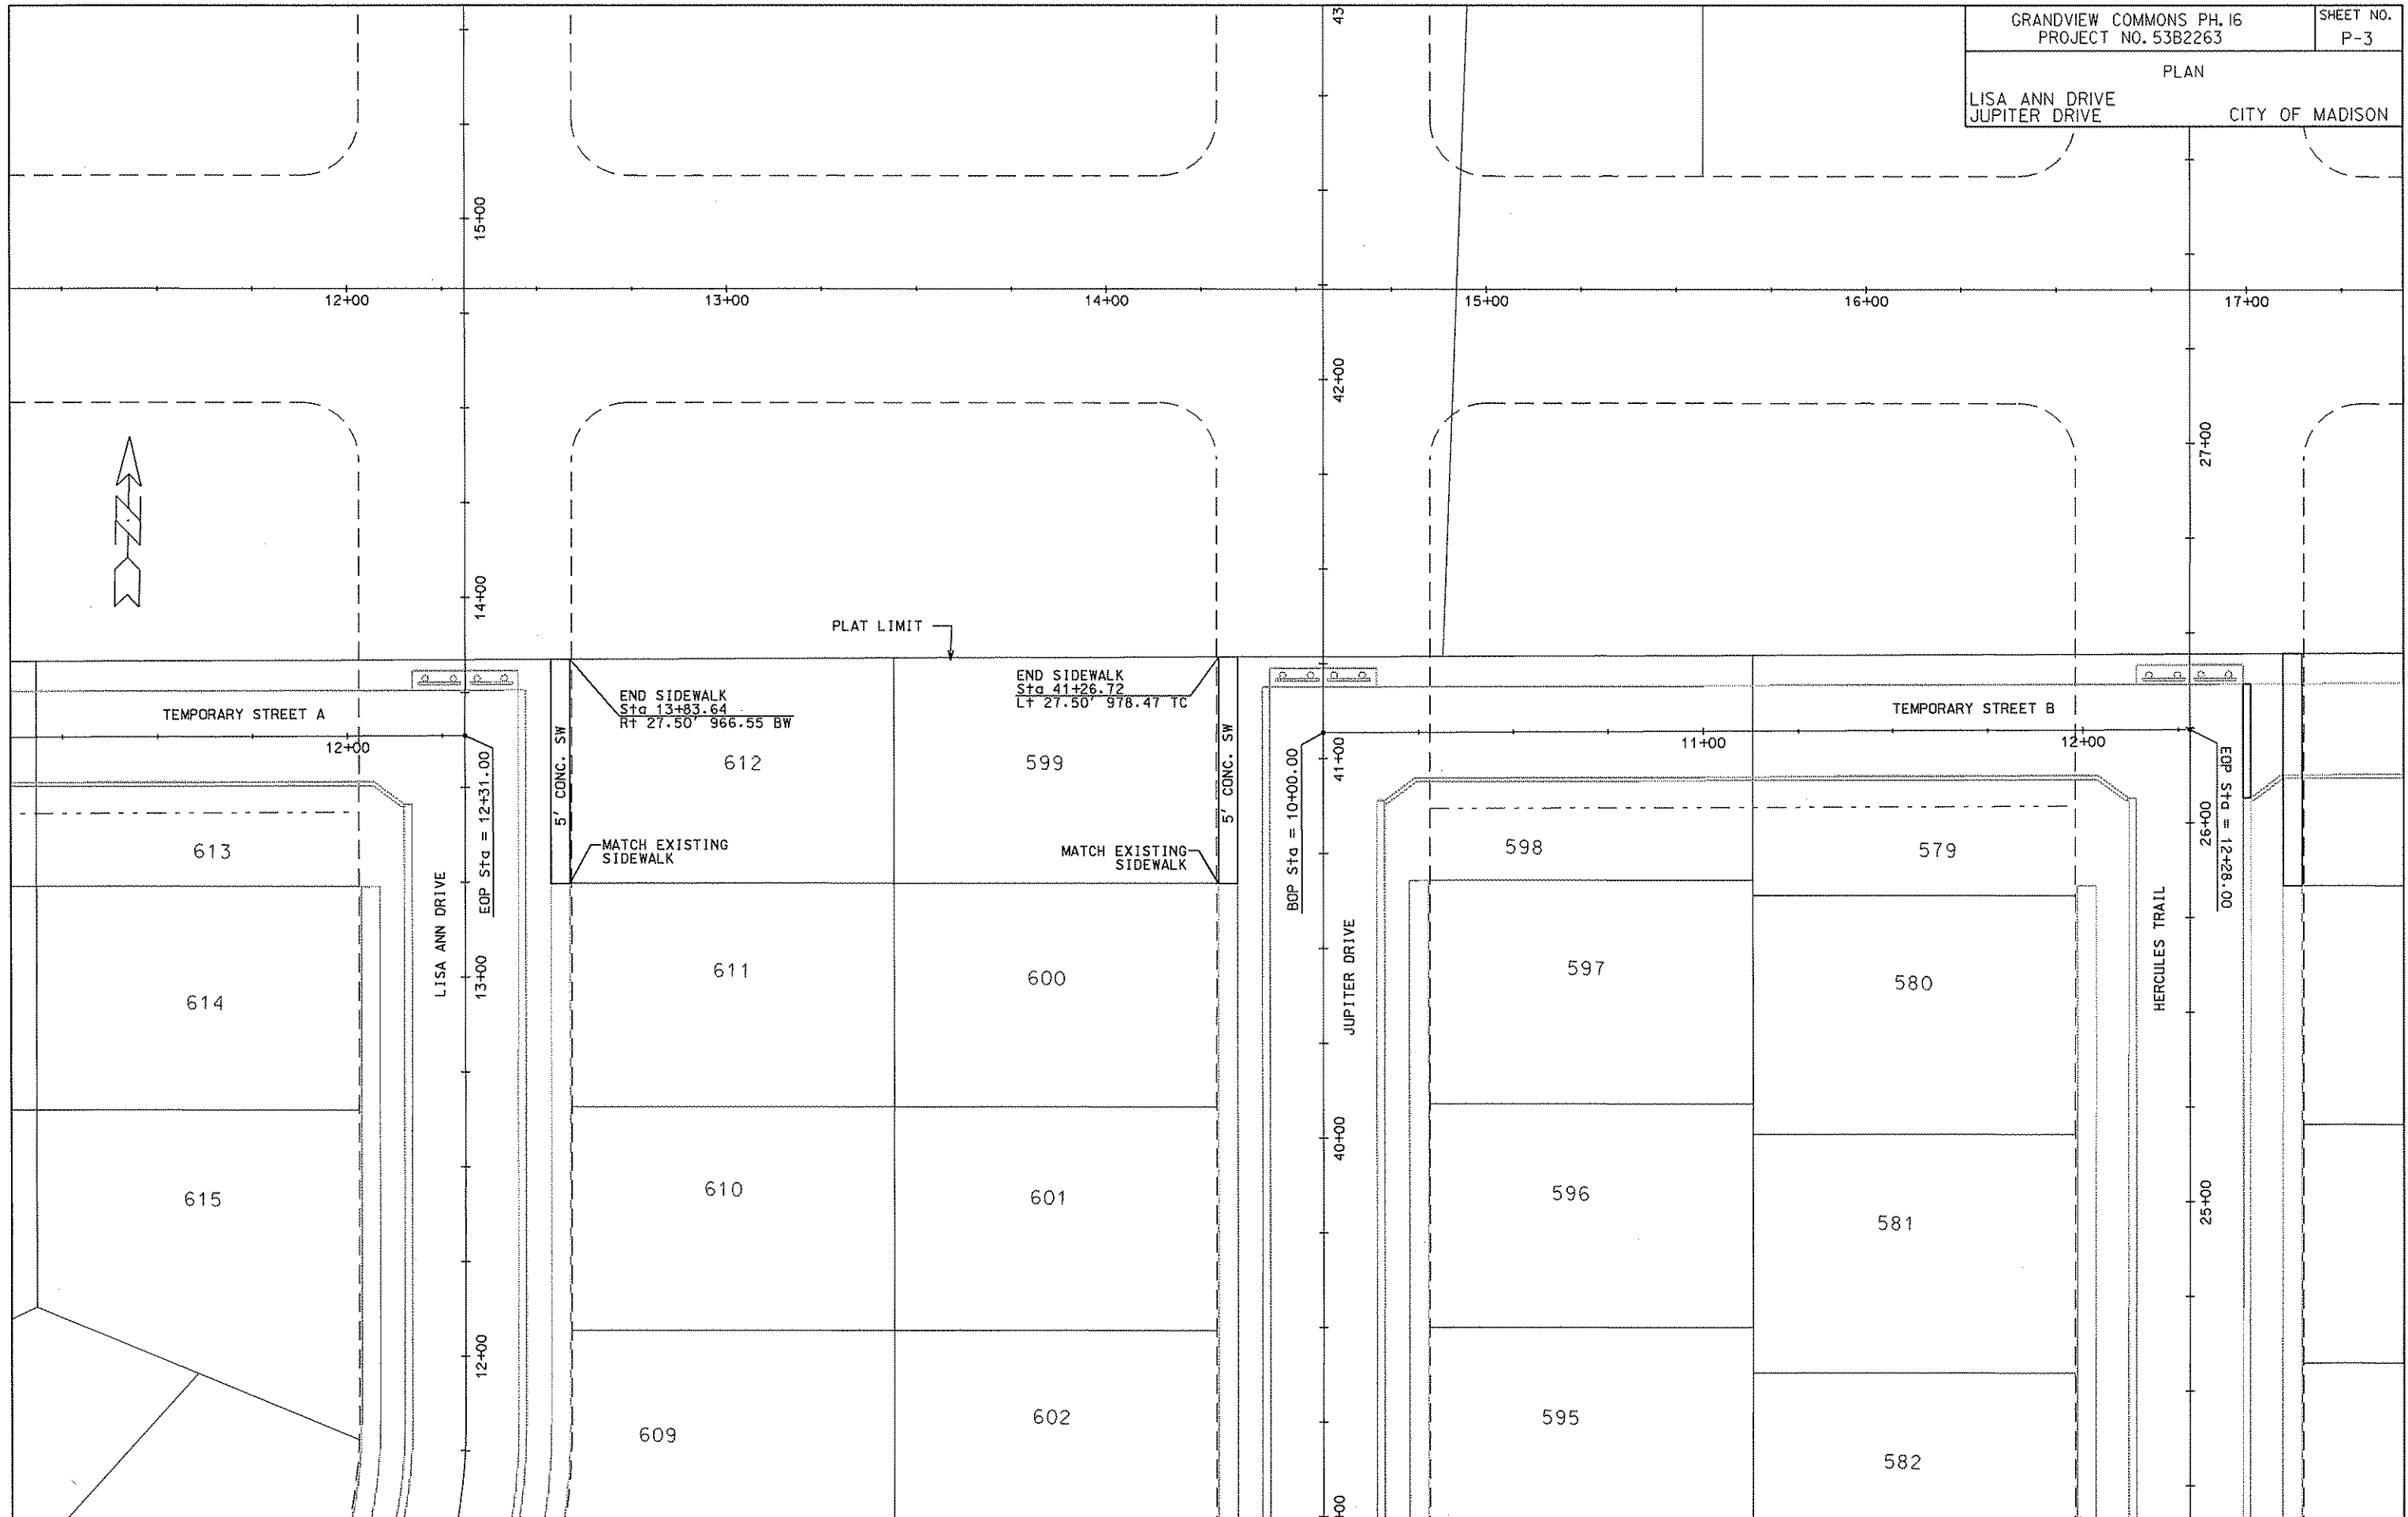 GRANDVIEW COMMONS PH. 16
PROJECT NO. 53B2263
SHEET NO.
P-3
PLAN
LISA ANN DRIVE
JUPITER DRIVE
CITY OF MADISON
43
15+00
12+00
13+00
14+00
15+00
16+00
17+00
42+00
27+00
14+00
PLAT LIMIT
END SIDEWALK
Sta 13+83.64
Rt 27.50' 966.55 BW
END SIDEWALK
Sta 41+26.72
Lt 27.50' 978.47 TC
TEMPORARY STREET A
TEMPORARY STREET B
12+00
11+00
12+00
5' CONC. SW
5' CONC. SW
612
599
41+00
EOP Sta = 12+31.00
BOP Sta = 10+00.00
EOP Sta = 12+28.00
26+00
MATCH EXISTING
SIDEWALK
MATCH EXISTING
SIDEWALK
613
598
579
LISA ANN DRIVE
13+00
JUPITER DRIVE
HERCULES TRAIL
611
600
597
580
614
40+00
610
601
596
581
615
25+00
12+00
609
602
595
582
00